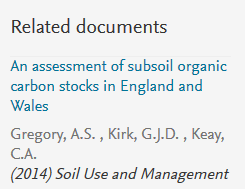 Related documents
An assessment of subsoil organic
carbon stocks in England and
Wales
Gregory, A.S. , Kirk, G.J.D. , Keay,
C.A.
(2014) Soil Use and Management